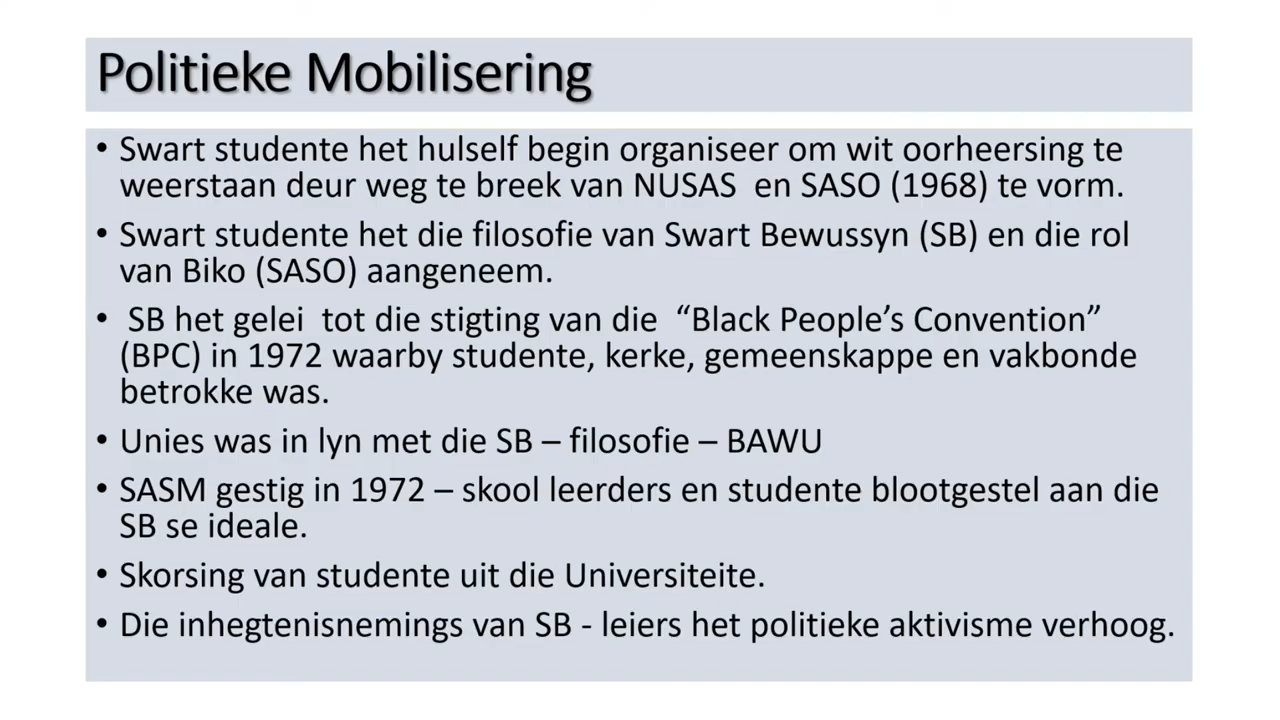 Politieke Mobilisering
• Swart studente het hulself begin organiseer om wit oorheersing te
weerstaan deur weg te breek van NUSAS en SASO (1968) te vorm.
• Swart studente het die filosofie van Swart Bewussyn (SB) en die rol
van Biko (SASO) aangeneem.
• SB het gelei tot die stigting van die “Black People’s Convention”
(BPC) in 1972 waarby studente, kerke, gemeenskappe en vakbonde
betrokke was.
• Unies was in lyn met die SB – filosofie – BAWU
• SASM gestig in 1972 – skool leerders en studente blootgestel aan die
SB se ideale.
• Skorsing van studente uit die Universiteite.
• Die inhegtenisnemings van SB - leiers het politieke aktivisme verhoog.